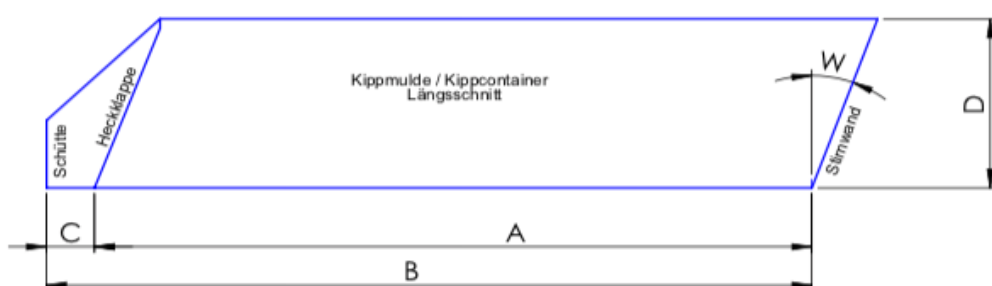 Kippmulde / Kippcontainer
Längsschnitt
Schütte
Heckklappe
W
Stirnwand
D
C
A
B